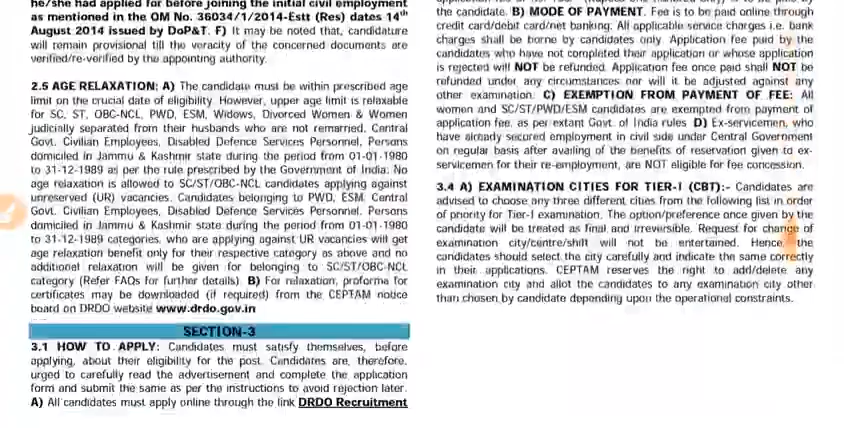 he/she had applied for before joining the initial civil employment
as mentioned in the OM No. 36034/1/2014-Estt (Res) dates 14th
August 2014 issued by DoP&T. F) It may be noted that, candidature
will remain provisional till the veracity of the concerned documents are
verified/re-verified by the appointing authority.
2.5 AGE RELAXATION: A) The candidate must be within prescribed age
limit on the crucial date of eligibility. However, upper age limit is relaxable
for SC, ST, OBC-NCL, PWD, ESM, Widows, Divorced Women & Women
judicially separated from their husbands who are not remarried, Central
Govt. Civilian Employees, Disabled Defence Services Personnel, Persons
domiciled in Jammu & Kashmir state during the period from 01-01-1980
to 31-12-1989 as per the rule prescribed by the Government of India. No
age relaxation is allowed to SC/ST/OBC-NCL candidates applying against
unreserved (UR) vacancies. Candidates belonging to PWD, ESM, Central
Govt. Civilian Employees, Disabled Defence Services Personnel, Persons
domiciled in Jammu & Kashmir state during the period from 01-01-1980
to 31-12-1989 categories, who are applying against UR vacancies will get
age relaxation benefit only for their respective category as above and no
additional relaxation will be given for belonging to SC/ST/OBC-NCL
category (Refer FAQs for further details). B) For relaxation, proforma for
certificates may be downloaded (if required) from the CEPTAM notice
board on DRDO website www.drdo.gov.in
SECTION-3
3.1 HOW TO APPLY: Candidates must satisfy themselves, before
applying, about their eligibility for the post. Candidates are, therefore,
urged to carefully read the advertisement and complete the application
form and submit the same as per the instructions to avoid rejection later.
A) All candidates must apply online through the link DRDO Recruitment
the candidate. B) MODE OF PAYMENT. Fee is to be paid online through
credit card/debit card/net banking. All applicable service charges i.e. bank
charges shall be borne by candidates only. Application fee paid by the
candidates who have not completed their application or whose application
is rejected will NOT be refunded. Application fee once paid shall NOT be
refunded under any circumstances nor will it be adjusted against any
other examination. C) EXEMPTION FROM PAYMENT OF FEE: All
women and SC/ST/PWD/ESM candidates are exempted from payment of
application fee, as per extant Govt. of India rules D) Ex-servicemen, who
have already secured employment in civil side under Central Government
on regular basis after availing of the benefits of reservation given to ex-
servicemen for their re-employment, are NOT eligible for fee concession.
3.4 A) EXAMINATION CITIES FOR TIER-I (CBT):- Candidates are
advised to choose any three different cities from the following list in order
of priority for Tier-I examination. The option/preference once given by the
candidate will be treated as final and irreversible. Request for change of
examination city/centre/shift will not be entertained. Hence, the
candidates should select the city carefully and indicate the same correctly
in their applications. CEPTAM reserves the right to add/delete any
examination city and allot the candidates to any examination city other
than chosen by candidate depending upon the operational constraints.